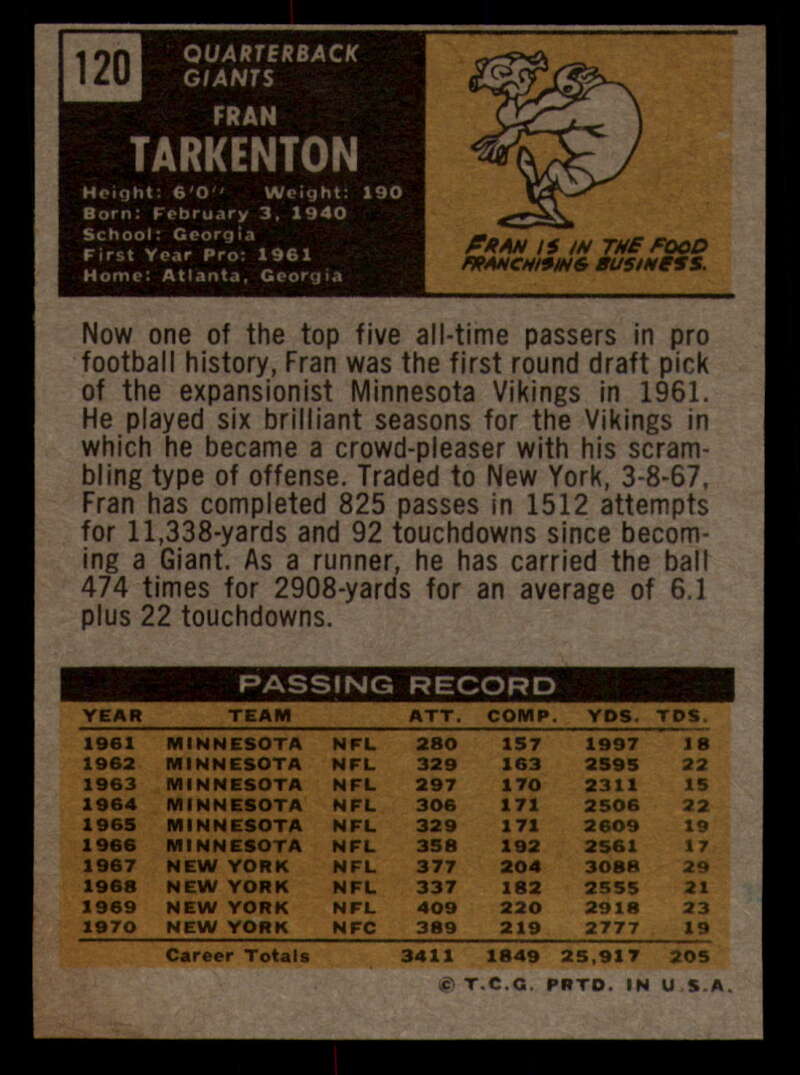 120
QUARTERBACK
GIANTS
FRAN
TARKENTON
Height: 6'0" Weight: 190
Born: February 3, 1940
School: Georgia
First Year Pro: 1961
Home: Atlanta, Georgia
FRAN IS IN THE FOOD
FRANCHISING BUSINESS.
Now one of the top five all-time passers in pro
football history, Fran was the first round draft pick
of the expansionist Minnesota Vikings in 1961.
He played six brilliant seasons for the Vikings in
which he became a crowd-pleaser with his scram-
bling type of offense. Traded to New York, 3-8-67,
Fran has completed 825 passes in 1512 attempts
for 11,338-yards and 92 touchdowns since becom-
ing a Giant. As a runner, he has carried the ball
474 times for 2908-yards for an average of 6.1
plus 22 touchdowns.
PASSING RECORD
YEAR TEAM ATT. COMP. YDS. TDS.
1961 MINNESOTA NFL 280 157 1997 18
1962 MINNESOTA NFL 329 163 2595 22
1963 MINNESOTA NFL 297 170 2311 15
1964 MINNESOTA NFL 306 171 2506 22
1965 MINNESOTA NFL 329 171 2609 19
1966 MINNESOTA NFL 358 192 2561 17
1967 NEW YORK NFL 377 204 3088 29
1968 NEW YORK NFL 337 182 2555 21
1969 NEW YORK NFL 409 220 2918 23
1970 NEW YORK NFC 389 219 2777 19
Career Totals 3411 1849 25,917 205
© T.C.G. PRTD. IN U.S.A.